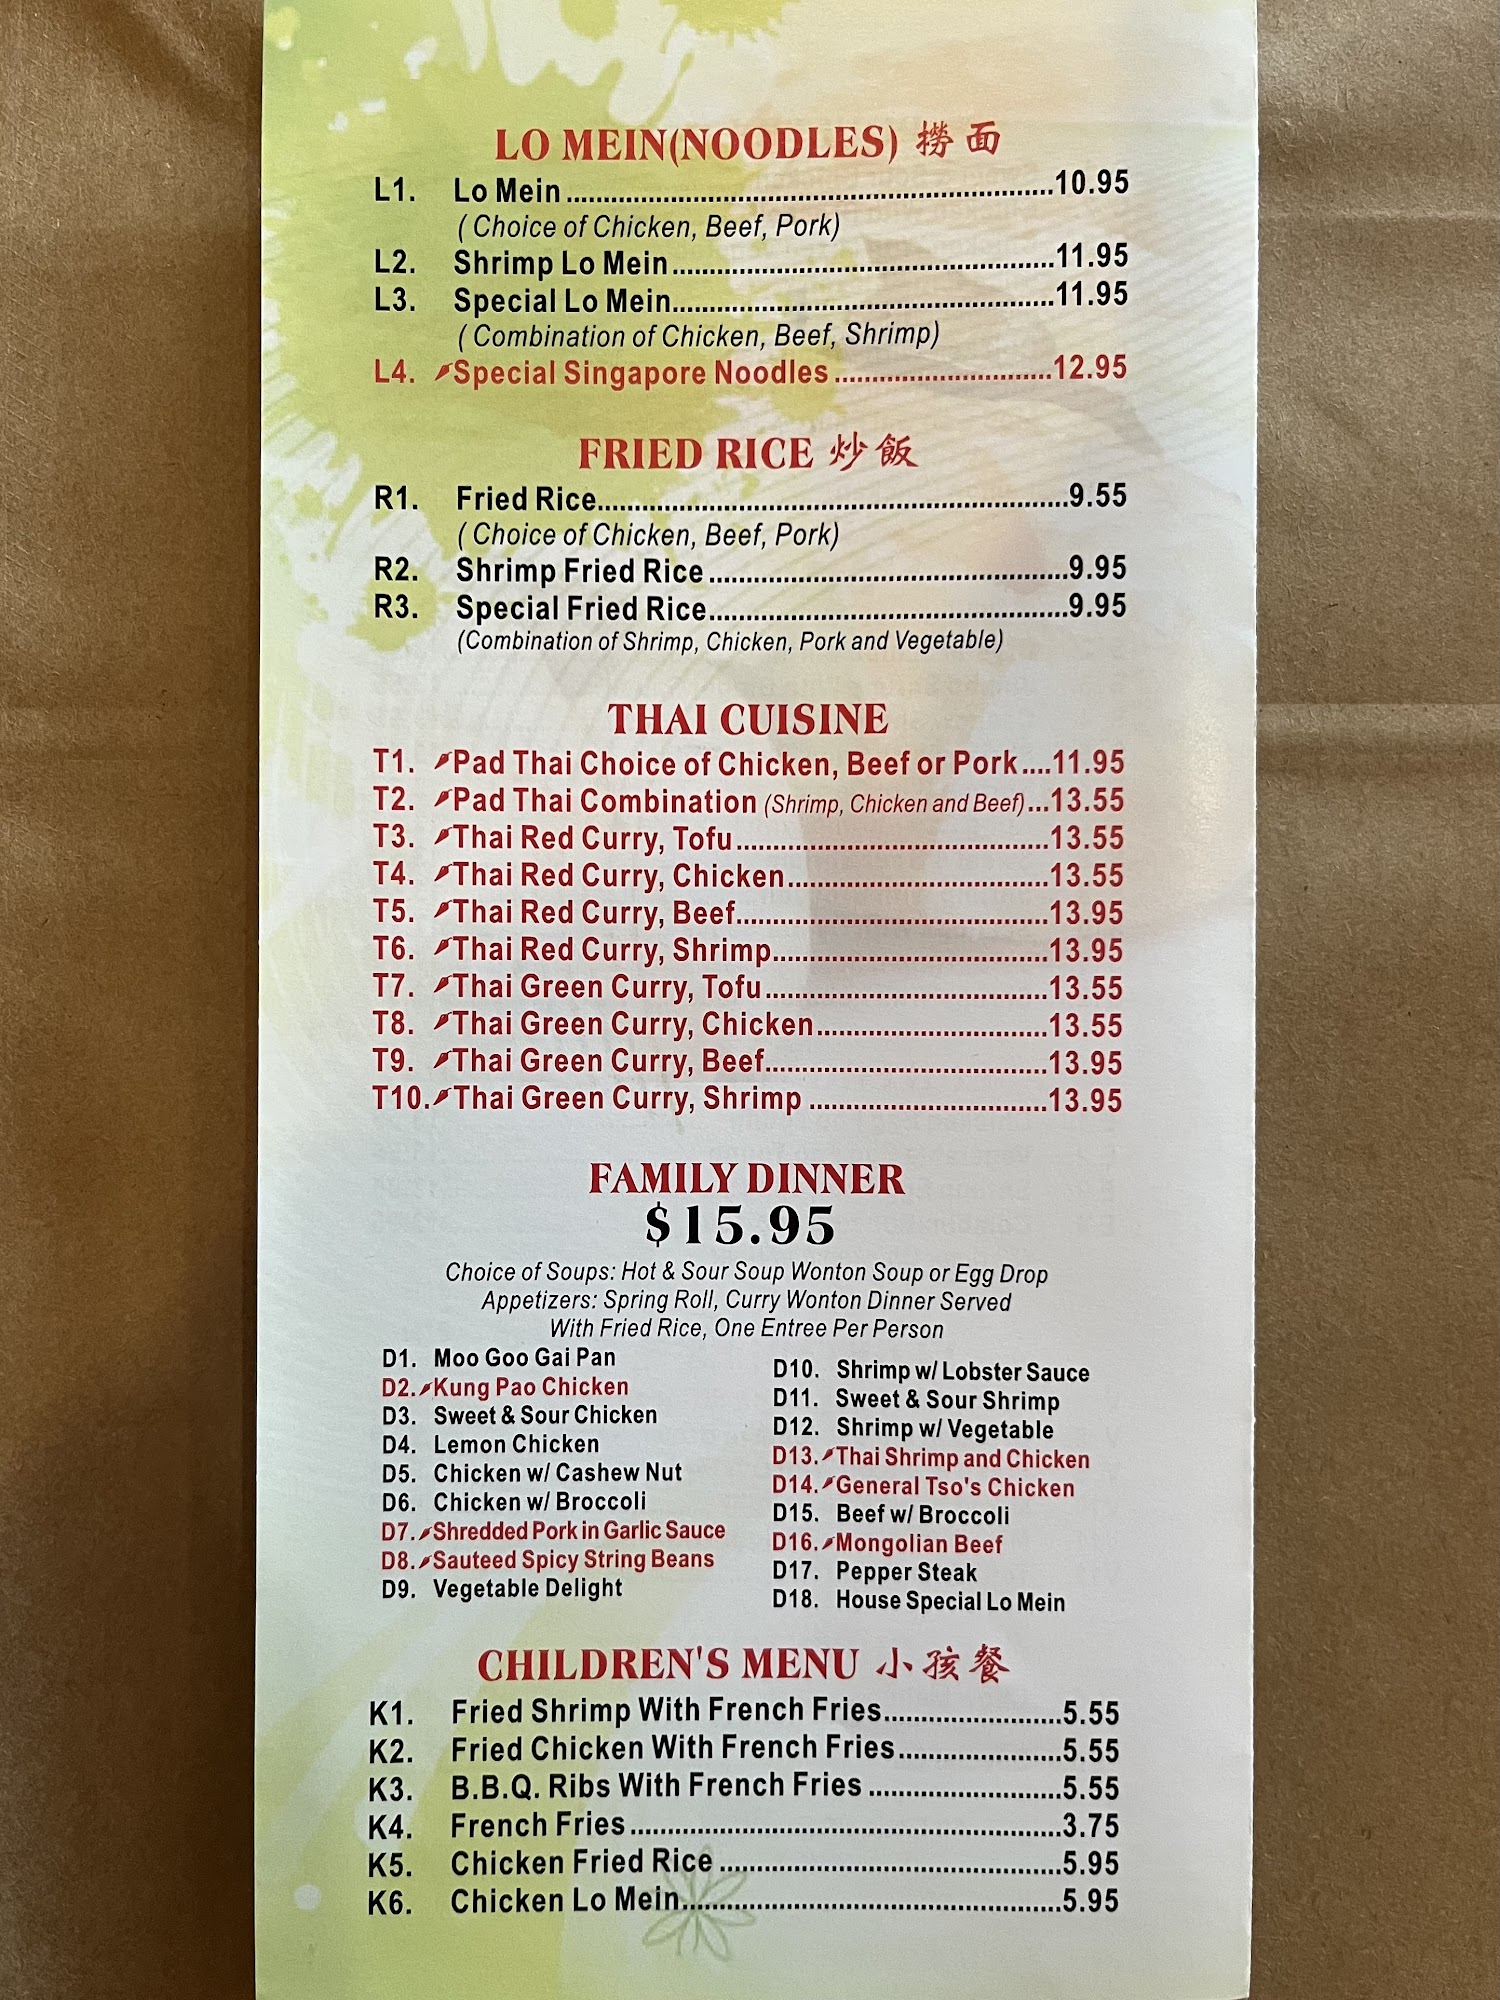 LO MEIN(NOODLES) 撈面
L1. Lo Mein....................10.95
( Choice of Chicken, Beef, Pork)
L2. Shrimp Lo Mein....................11.95
L3. Special Lo Mein....................11.95
( Combination of Chicken, Beef, Shrimp)
L4. Special Singapore Noodles....................12.95
FRIED RICE 炒飯
R1. Fried Rice....................9.55
( Choice of Chicken, Beef, Pork)
R2. Shrimp Fried Rice....................9.95
R3. Special Fried Rice....................9.95
(Combination of Shrimp, Chicken, Pork and Vegetable)
THAI CUISINE
T1. Pad Thai Choice of Chicken, Beef or Pork....11.95
T2. Pad Thai Combination (Shrimp, Chicken and Beef)...13.55
T3. Thai Red Curry, Tofu....................13.55
T4. Thai Red Curry, Chicken....................13.55
T5. Thai Red Curry, Beef....................13.95
T6. Thai Red Curry, Shrimp....................13.95
T7. Thai Green Curry, Tofu....................13.55
T8. Thai Green Curry, Chicken....................13.55
T9. Thai Green Curry, Beef....................13.95
T10. Thai Green Curry, Shrimp....................13.95
FAMILY DINNER
$15.95
Choice of Soups: Hot & Sour Soup Wonton Soup or Egg Drop
Appetizers: Spring Roll, Curry Wonton Dinner Served
With Fried Rice, One Entree Per Person
D1. Moo Goo Gai Pan
D2. Kung Pao Chicken
D3. Sweet & Sour Chicken
D4. Lemon Chicken
D5. Chicken w/ Cashew Nut
D6. Chicken w/ Broccoli
D7. Shredded Pork in Garlic Sauce
D8. Sauteed Spicy String Beans
D9. Vegetable Delight
D10. Shrimp w/ Lobster Sauce
D11. Sweet & Sour Shrimp
D12. Shrimp w/ Vegetable
D13. Thai Shrimp and Chicken
D14. General Tso's Chicken
D15. Beef w/ Broccoli
D16. Mongolian Beef
D17. Pepper Steak
D18. House Special Lo Mein
CHILDREN'S MENU 小孩餐
K1. Fried Shrimp With French Fries....................5.55
K2. Fried Chicken With French Fries....................5.55
K3. B.B.Q. Ribs With French Fries....................5.55
K4. French Fries....................3.75
K5. Chicken Fried Rice....................5.95
K6. Chicken Lo Mein....................5.95